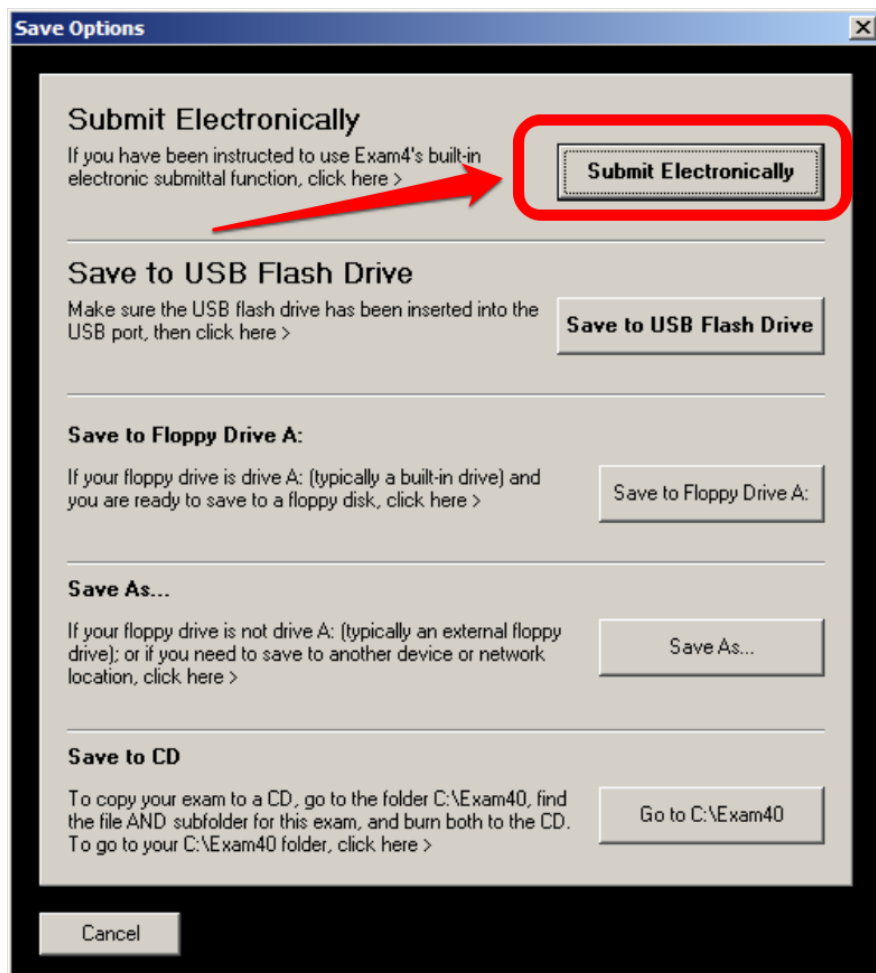 Save Options
Submit Electronically
If you have been instructed to use Exam4's built-in
electronic submittal function, click here >
Submit Electronically
Save to USB Flash Drive
Make sure the USB flash drive has been inserted into the
USB port, then click here >
Save to USB Flash Drive
Save to Floppy Drive A:
If your floppy drive is drive A: (typically a built-in drive) and
you are ready to save to a floppy disk, click here >
Save to Floppy Drive A:
Save As...
If your floppy drive is not drive A: (typically an external floppy
drive); or if you need to save to another device or network
location, click here >
Save As...
Save to CD
To copy your exam to a CD, go to the folder C:\Exam40, find
the file AND subfolder for this exam, and burn both to the CD.
To go to your C:\Exam40 folder, click here >
Go to C:\Exam40
Cancel